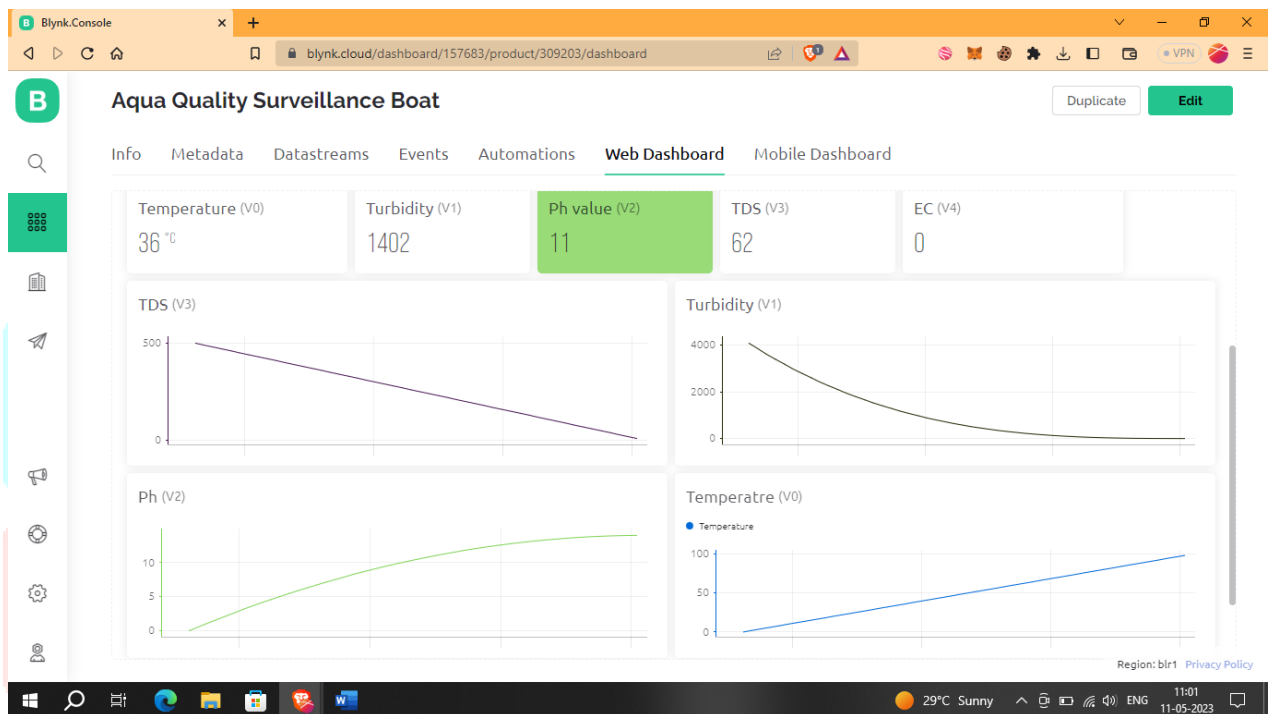 B Blynk.Console
blynk.cloud/dashboard/157683/product/309203/dashboard
1
VPN
B
Aqua Quality Surveillance Boat
Duplicate
Edit
Info Metadata Datastreams Events Automations Web Dashboard Mobile Dashboard
Temperature (V0) Turbidity (V1) Ph value (V2) TDS (V3) EC (V4)
36 °C 1402 11 62 0
TDS (V3)
500
0
Turbidity (V1)
4000
2000
0
Ph (V2)
10
5
0
Temperatre (V0)
Temperature
100
50
0
Region: blr1 Privacy Policy
W
29°C Sunny
ENG
11:01
11-05-2023